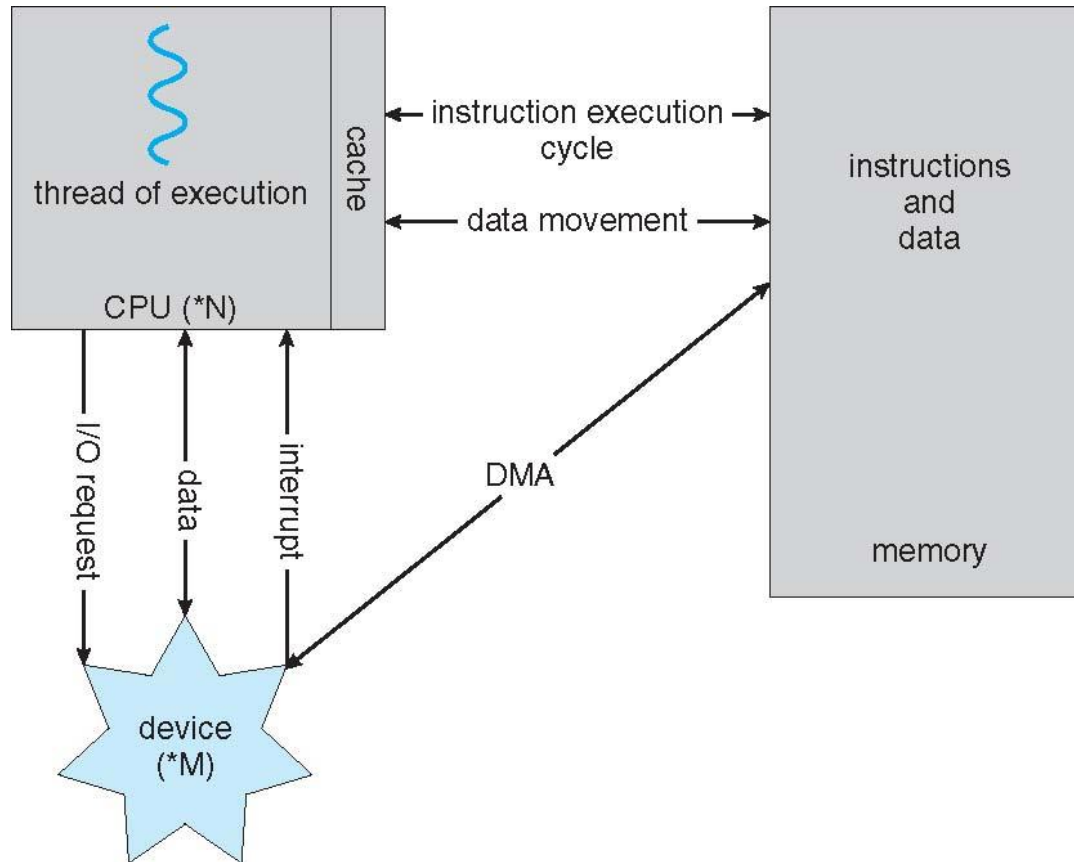 thread of execution
cache
CPU (*N)
instruction execution
cycle
data movement
instructions
and
data
memory
I/O request
data
interrupt
DMA
device
(*M)